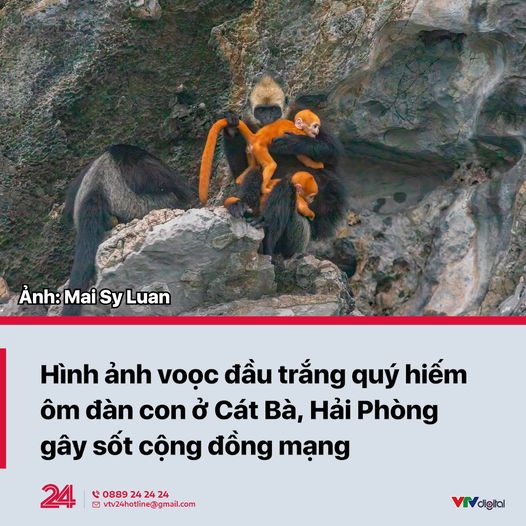 Ảnh: Mai Sy Luan
Hình ảnh voọc đầu trắng quý hiếm
ôm đàn con ở Cát Bà, Hải Phòng
gây sốt cộng đồng mạng
24
0889 24 24 24
vtv24hotline@gmail.com
VTVdigital